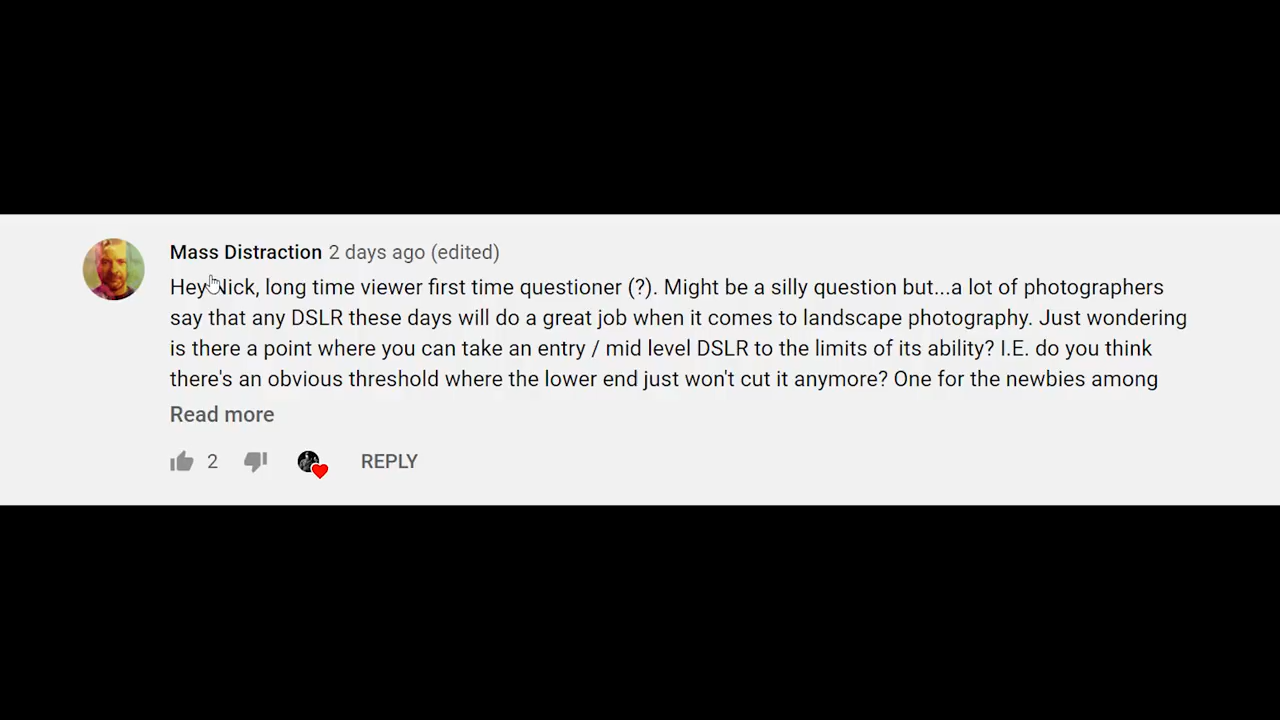 Mass Distraction 2 days ago (edited)
Hey Nick, long time viewer first time questioner (?). Might be a silly question but...a lot of photographers
say that any DSLR these days will do a great job when it comes to landscape photography. Just wondering
is there a point where you can take an entry / mid level DSLR to the limits of its ability? I.E. do you think
there's an obvious threshold where the lower end just won't cut it anymore? One for the newbies among
Read more
2 REPLY